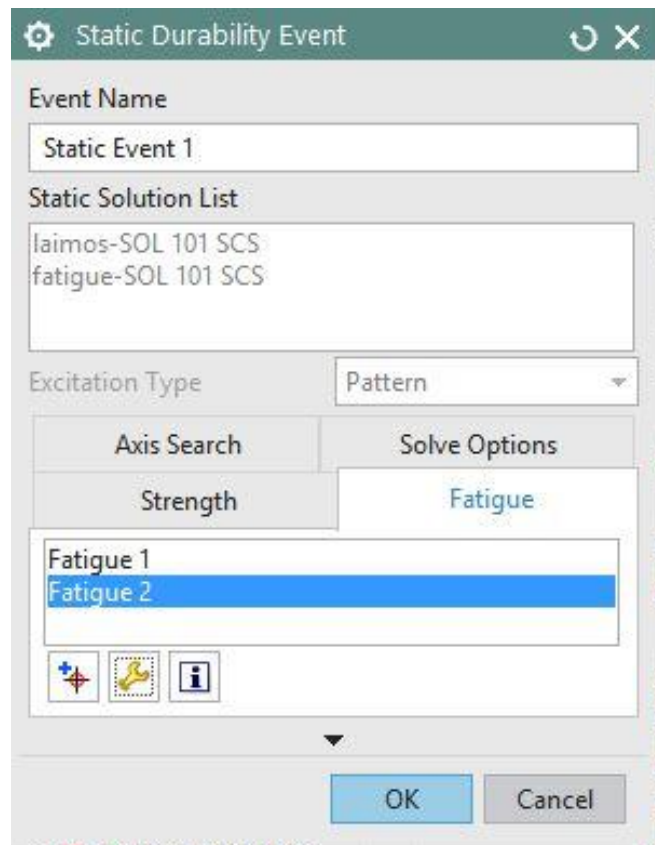 Static Durability Event
Event Name
Static Event 1
Static Solution List
laimos-SOL 101 SCS
fatigue-SOL 101 SCS
Excitation Type Pattern
Axis Search Solve Options
Strength Fatigue
Fatigue 1
Fatigue 2
OK Cancel